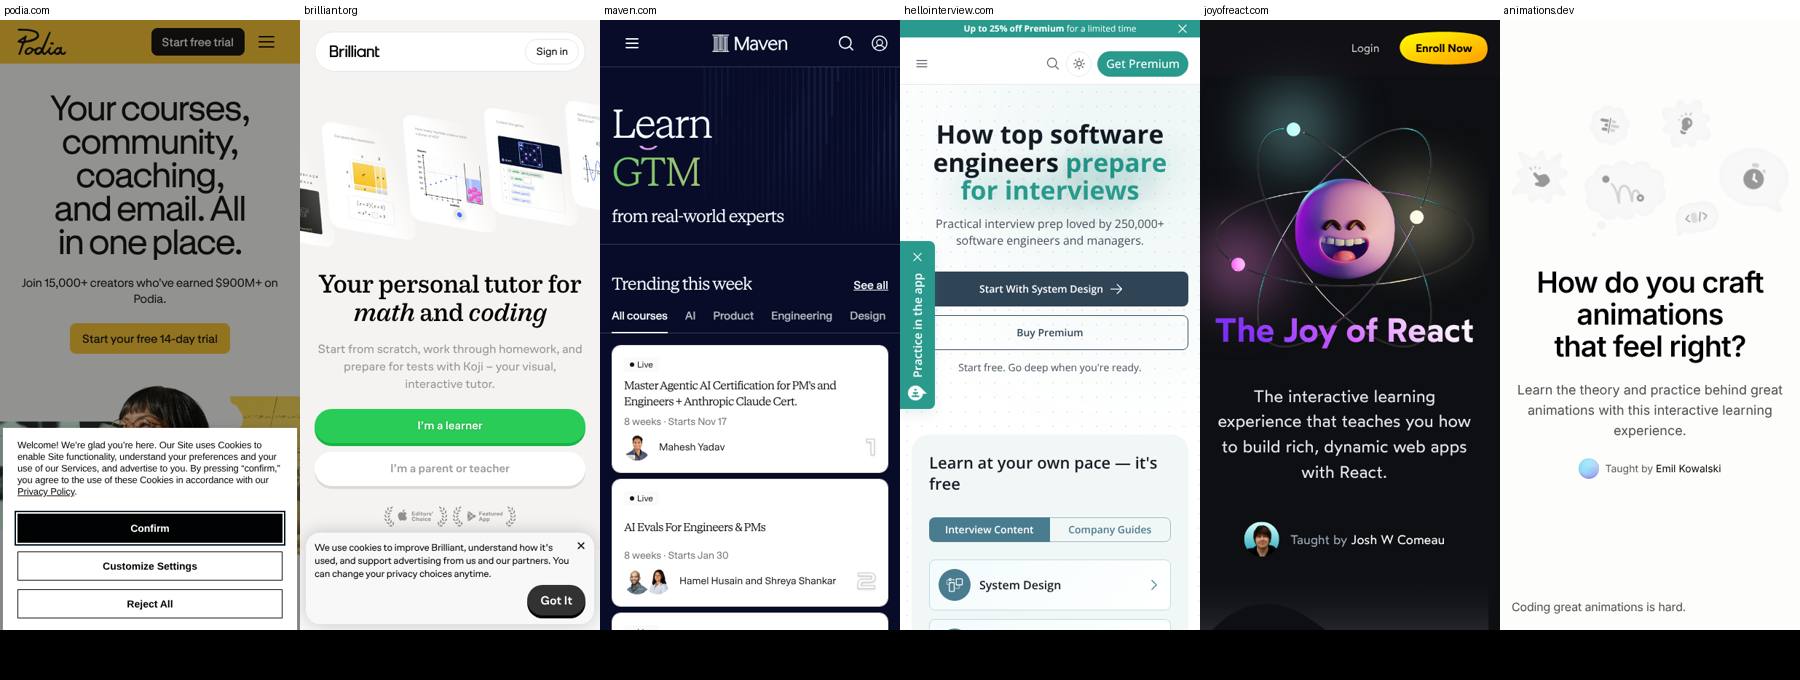 podia.com
Podia
Start free trial
Your courses,
community,
coaching,
and email. All
in one place.
Join 15,000+ creators who've earned $900M+ on
Podia.
Start your free 14-day trial
Welcome! We're glad you're here. Our Site uses Cookies to
enable Site functionality, understand your preferences and your
use of our Services, and advertise to you. By pressing "confirm,"
you agree to the use of these Cookies in accordance with our
Privacy Policy.
Confirm
Customize Settings
Reject All
brilliant.org
Brilliant
Sign in
Your personal tutor for
math and coding
Start from scratch, work through homework, and
prepare for tests with Koji – your visual,
interactive tutor.
I'm a learner
I'm a parent or teacher
Editors' Choice
Featured App
We use cookies to improve Brilliant, understand how it's
used, and support advertising from us and our partners. You
can change your privacy choices anytime.
Got It
maven.com
Maven
Learn
GTM
from real-world experts
Trending this week
See all
All courses
AI
Product
Engineering
Design
Live
Master Agentic AI Certification for PM's and
Engineers + Anthropic Claude Cert.
8 weeks · Starts Nov 17
Mahesh Yadav
1
Live
AI Evals For Engineers & PMs
8 weeks · Starts Jan 30
Hamel Husain and Shreya Shankar
2
hellointerview.com
Up to 25% off Premium for a limited time
Get Premium
How top software
engineers prepare
for interviews
Practical interview prep loved by 250,000+
software engineers and managers.
Practice in the app
Start With System Design
Buy Premium
Start free. Go deep when you're ready.
Learn at your own pace — it's
free
Interview Content
Company Guides
System Design
joyofreact.com
Login
Enroll Now
The Joy of React
The interactive learning
experience that teaches you how
to build rich, dynamic web apps
with React.
Taught by Josh W Comeau
animations.dev
How do you craft
animations
that feel right?
Learn the theory and practice behind great
animations with this interactive learning
experience.
Taught by Emil Kowalski
Coding great animations is hard.